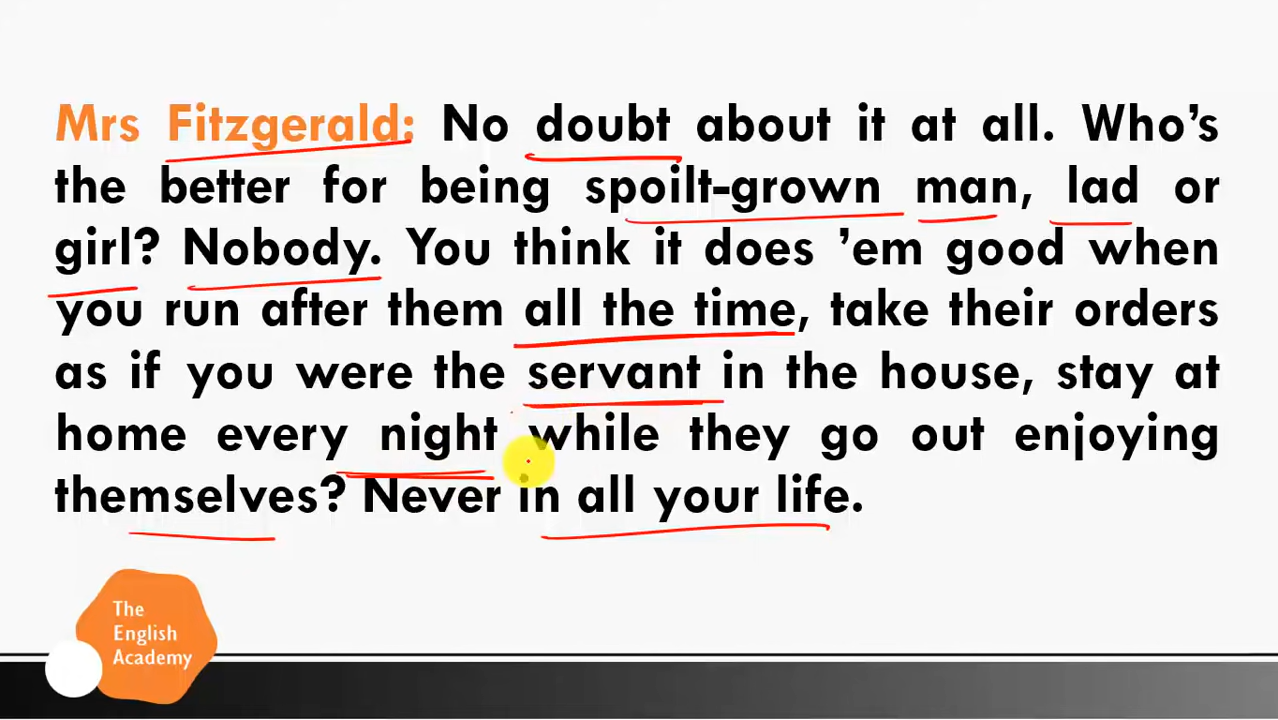 Mrs Fitzgerald: No doubt about it at all. Who’s
the better for being spoilt-grown man, lad or
girl? Nobody. You think it does ’em good when
you run after them all the time, take their orders
as if you were the servant in the house, stay at
home every night while they go out enjoying
themselves? Never in all your life.
The
English
Academy